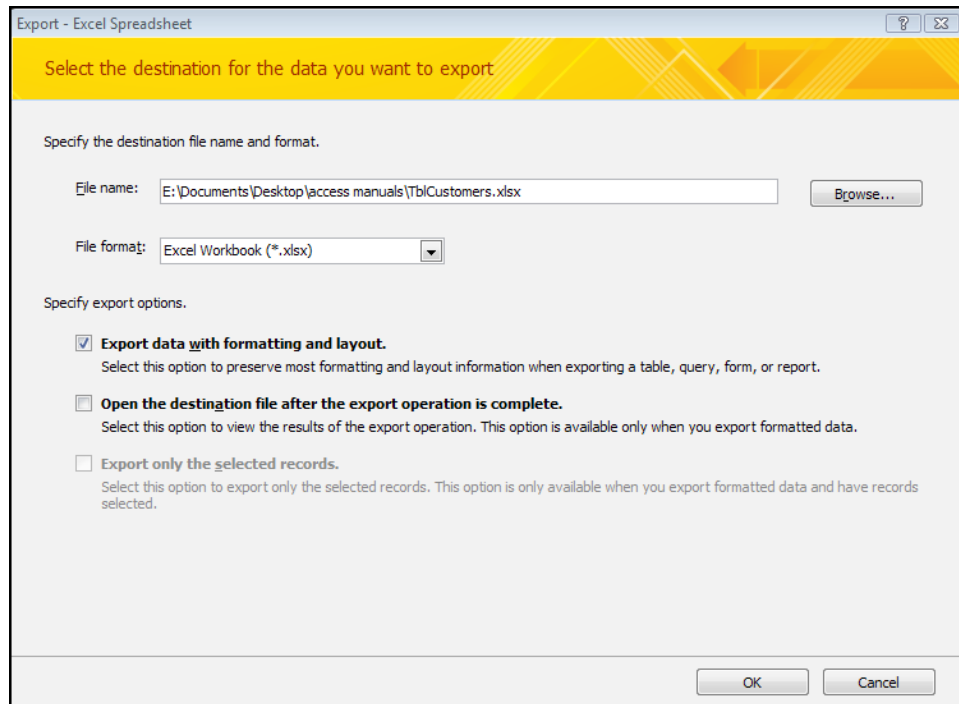 Export - Excel Spreadsheet
Select the destination for the data you want to export
Specify the destination file name and format.
File name: E:\Documents\Desktop\access manuals\TblCustomers.xlsx Browse...
File format: Excel Workbook (*.xlsx)
Specify export options.
Export data with formatting and layout.
Select this option to preserve most formatting and layout information when exporting a table, query, form, or report.
Open the destination file after the export operation is complete.
Select this option to view the results of the export operation. This option is available only when you export formatted data.
Export only the selected records.
Select this option to export only the selected records. This option is only available when you export formatted data and have records
selected.
OK Cancel